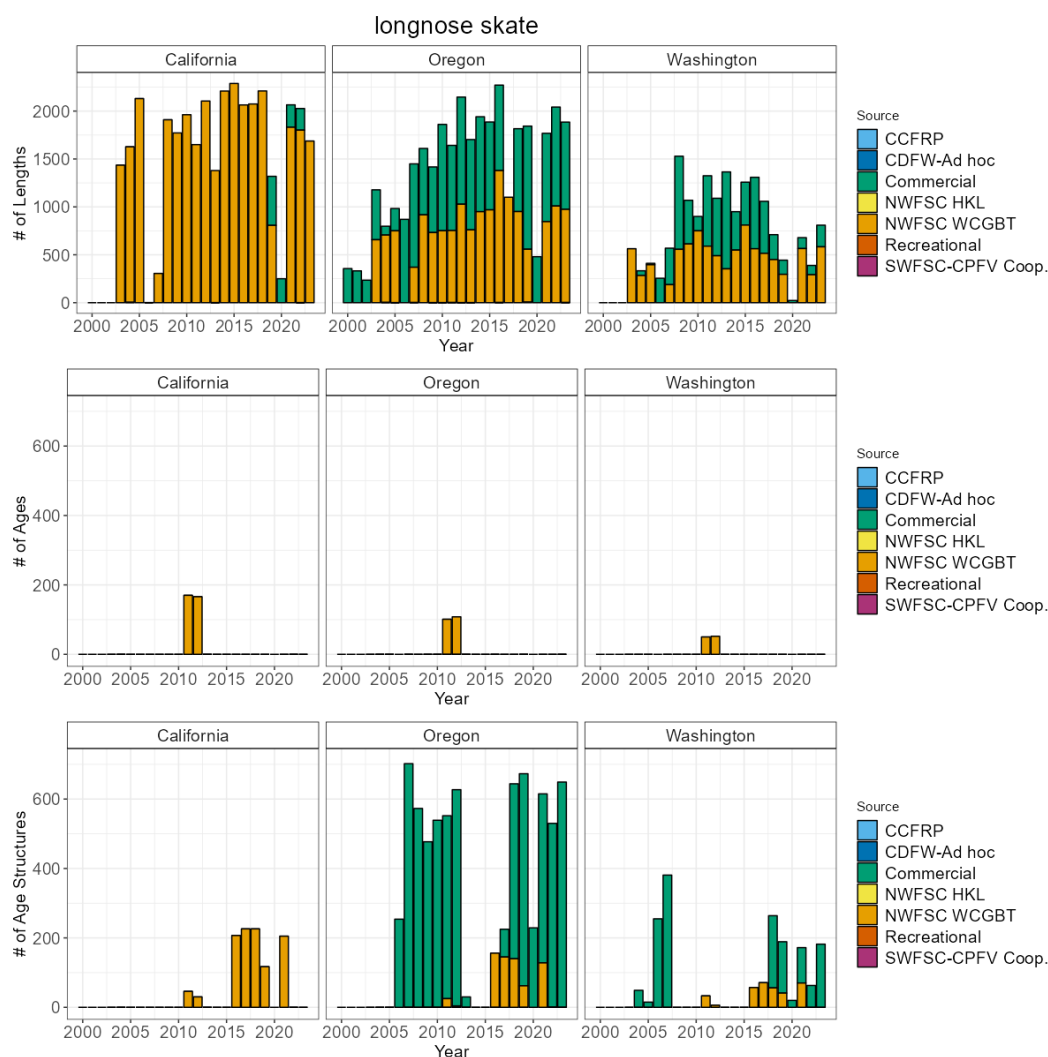 longnose skate
California Oregon Washington
# of Lengths
2000
1500
1000
500
0
2000 2005 2010 2015 2020 2000 2005 2010 2015 2020 2000 2005 2010 2015 2020
Year
Source
CCFRP
CDFW-Ad hoc
Commercial
NWFSC HKL
NWFSC WCGBT
Recreational
SWFSC-CPFV Coop.
California Oregon Washington
# of Ages
600
400
200
0
2000 2005 2010 2015 2020 2000 2005 2010 2015 2020 2000 2005 2010 2015 2020
Year
Source
CCFRP
CDFW-Ad hoc
Commercial
NWFSC HKL
NWFSC WCGBT
Recreational
SWFSC-CPFV Coop.
California Oregon Washington
# of Age Structures
600
400
200
0
2000 2005 2010 2015 2020 2000 2005 2010 2015 2020 2000 2005 2010 2015 2020
Year
Source
CCFRP
CDFW-Ad hoc
Commercial
NWFSC HKL
NWFSC WCGBT
Recreational
SWFSC-CPFV Coop.